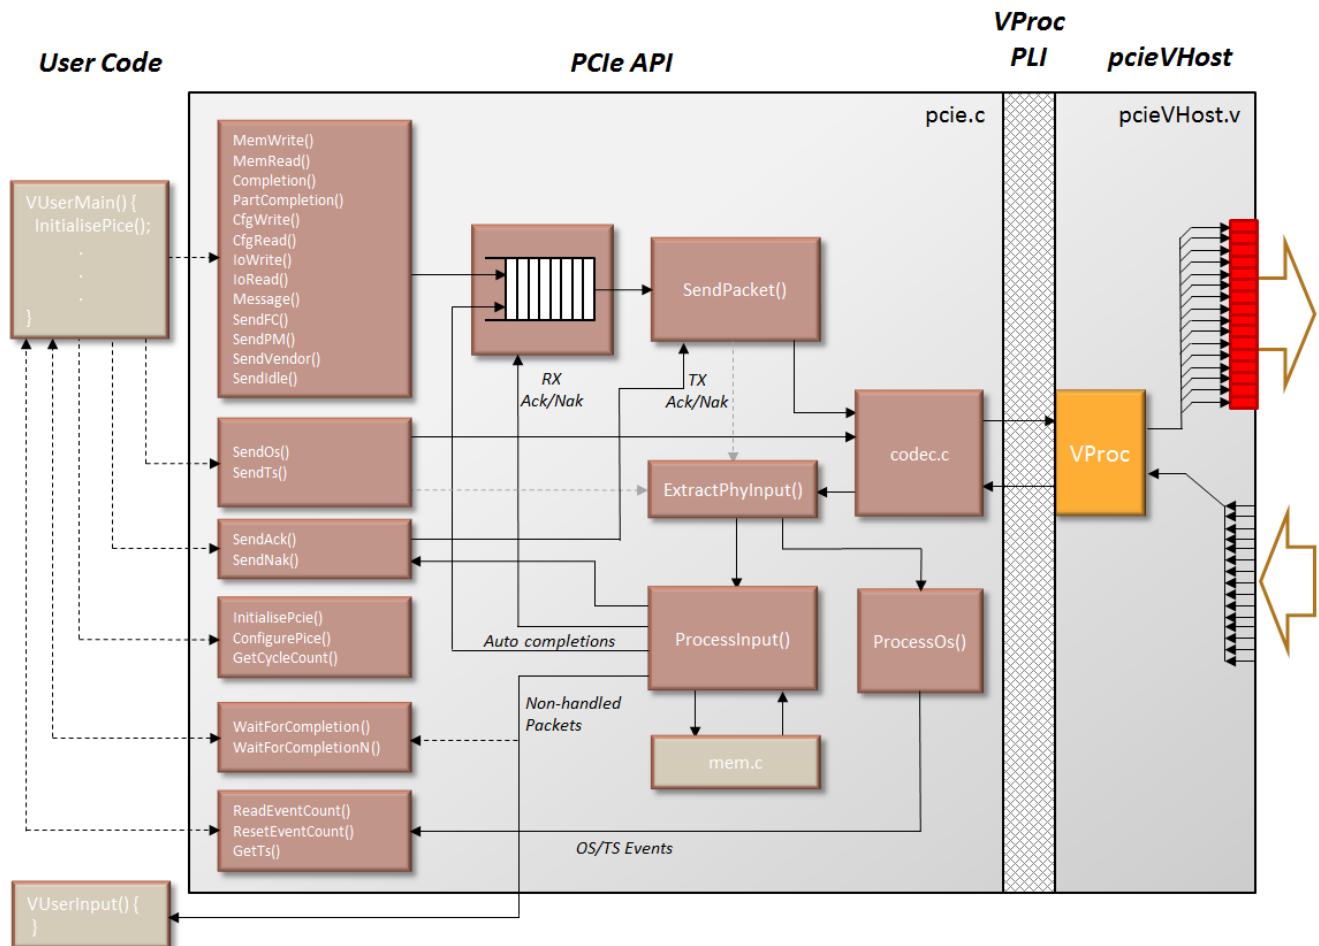 User Code
PCIe API
VProc
PLI
pcieVHost
pcie.c
pcieVHost.v
VUserMain() {
InitialisePice();
.
.
.
}
MemWrite()
MemRead()
Completion()
PartCompletion()
CfgWrite()
CfgRead()
IoWrite()
IoRead()
Message()
SendFC()
SendPM()
SendVendor()
SendIdle()
SendPacket()
RX
Ack/Nak
TX
Ack/Nak
SendOs()
SendTs()
codec.c
VProc
ExtractPhyInput()
SendAck()
SendNak()
InitialisePcie()
ConfigurePice()
GetCycleCount()
Auto completions
ProcessInput()
ProcessOs()
Non-handled
Packets
WaitForCompletion()
WaitForCompletionN()
mem.c
ReadEventCount()
ResetEventCount()
GetTs()
OS/TS Events
VUserInput() {
}